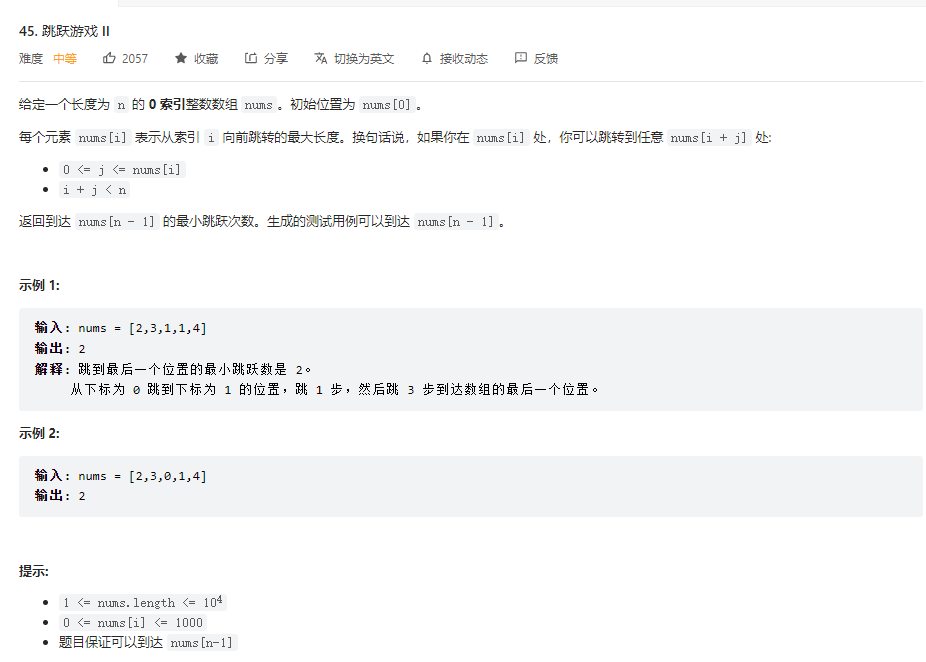 45. 跳跃游戏 II
难度 中等 2057 收藏 分享 切换为英文 接收动态 反馈
给定一个长度为 n 的 0 索引整数数组 nums 。初始位置为 nums[0] 。
每个元素 nums[i] 表示从索引 i 向前跳转的最大长度。换句话说，如果你在 nums[i] 处，你可以跳转到任意 nums[i + j] 处:
0 <= j <= nums[i]
i + j < n
返回到达 nums[n - 1] 的最小跳跃次数。生成的测试用例可以到达 nums[n - 1] 。
示例 1:
输入: nums = [2,3,1,1,4]
输出: 2
解释: 跳到最后一个位置的最小跳跃数是 2。
从下标为 0 跳到下标为 1 的位置，跳 1 步，然后跳 3 步到达数组的最后一个位置。
示例 2:
输入: nums = [2,3,0,1,4]
输出: 2
提示:
1 <= nums.length <= 10⁴
0 <= nums[i] <= 1000
题目保证可以到达 nums[n-1]